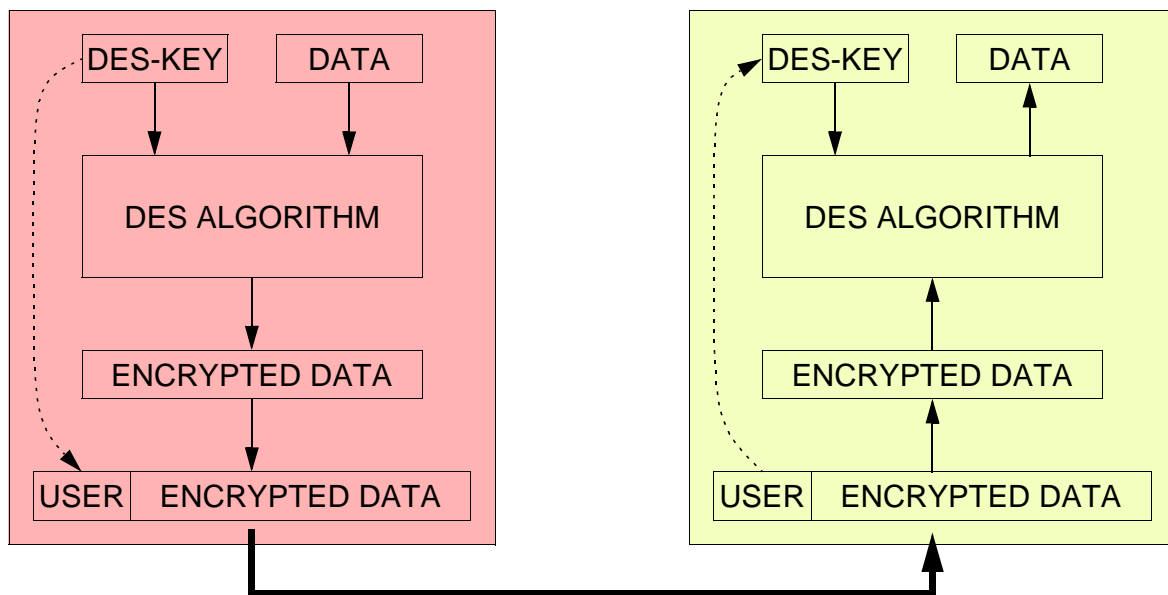 DES-KEY
DATA
DES ALGORITHM
ENCRYPTED DATA
USER
ENCRYPTED DATA
DES-KEY
DATA
DES ALGORITHM
ENCRYPTED DATA
USER
ENCRYPTED DATA